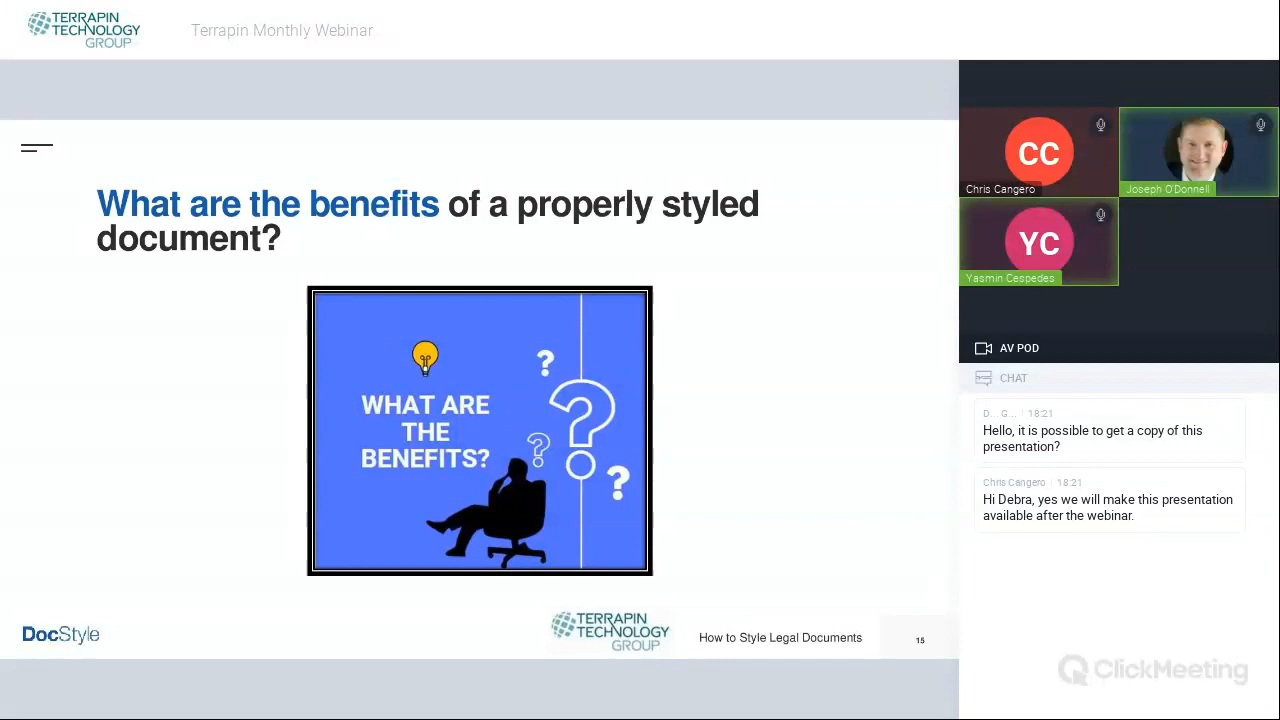 TERRAPIN
TECHNOLOGY
GROUP
Terrapin Monthly Webinar
What are the benefits of a properly styled
document?
WHAT ARE
THE
BENEFITS?
? ? ? ?
DocStyle
TERRAPIN
TECHNOLOGY
GROUP
How to Style Legal Documents
15
CC
Chris Cangero
Joseph O'Donnell
YC
Yasmin Cespedes
AV POD
CHAT
D... G... 18:21
Hello, it is possible to get a copy of this
presentation?
Chris Cangero 18:21
Hi Debra, yes we will make this presentation
available after the webinar.
ClickMeeting